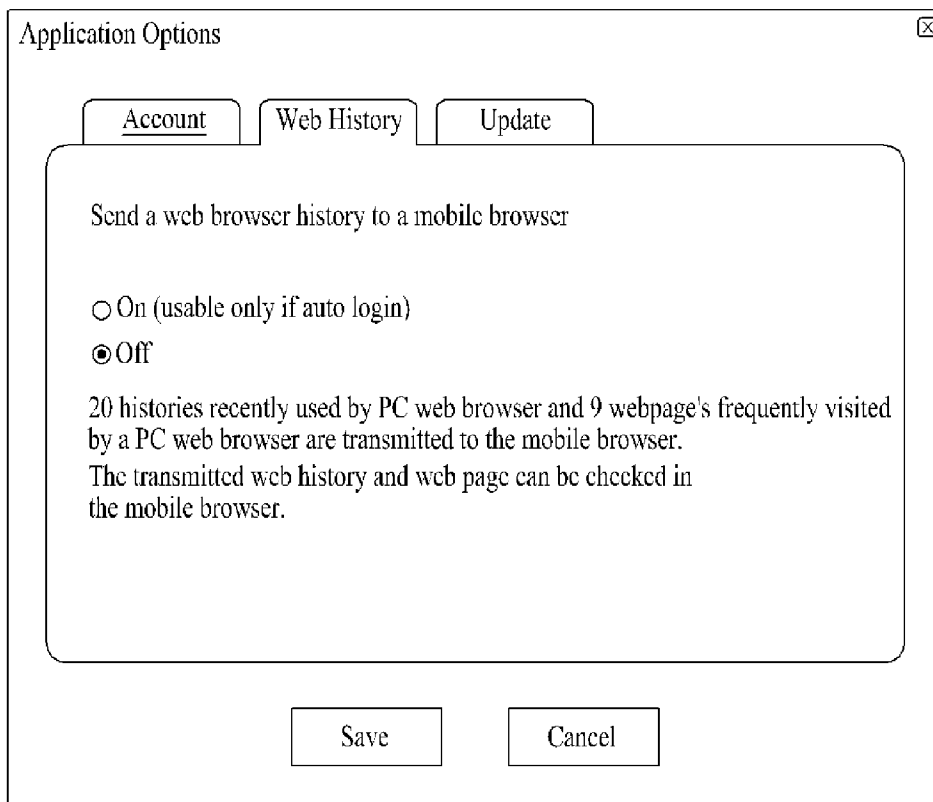 Application Options
Account Web History Update
Send a web browser history to a mobile browser
On (usable only if auto login)
Off
20 histories recently used by PC web browser and 9 webpage's frequently visited
by a PC web browser are transmitted to the mobile browser.
The transmitted web history and web page can be checked in
the mobile browser.
Save Cancel